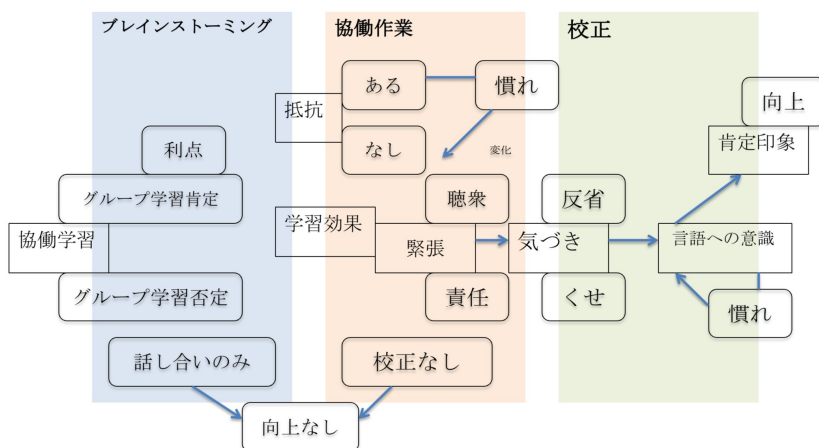 ブレインストーミング
協働作業
校正
ある
慣れ
抵抗
なし
変化
向上
肯定印象
利点
グループ学習肯定
協働学習
グループ学習否定
学習効果
聴衆
緊張
責任
反省
気づき
くせ
言語への意識
慣れ
話し合いのみ
校正なし
向上なし